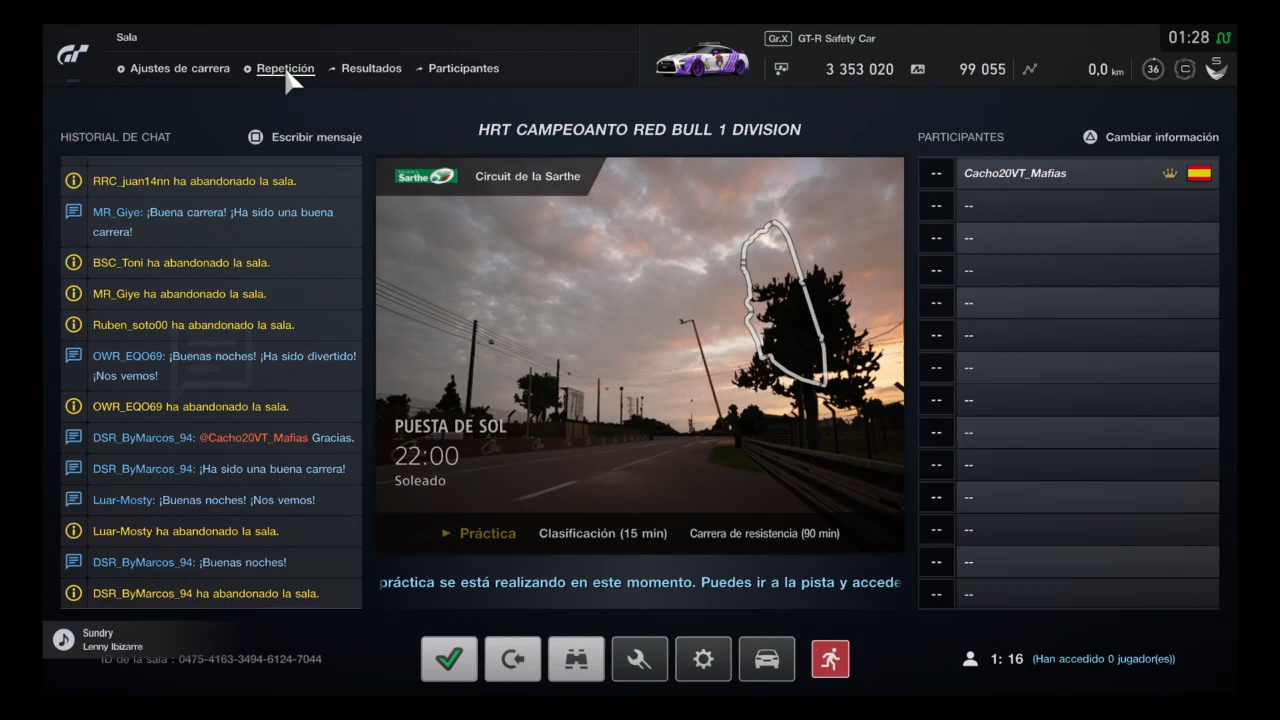 Sala
Ajustes de carrera
Repetición
Resultados
Participantes
Gr.X
GT-R Safety Car
3 353 020
99 055
0,0 km
36
S
01:28
HISTORIAL DE CHAT
Escribir mensaje
RRC_juan14nn ha abandonado la sala.
MR_Giye: ¡Buena carrera! ¡Ha sido una buena
carrera!
BSC_Toni ha abandonado la sala.
MR_Giye ha abandonado la sala.
Ruben_soto00 ha abandonado la sala.
OWR_EQO69: ¡Buenas noches! ¡Ha sido divertido!
¡Nos vemos!
OWR_EQO69 ha abandonado la sala.
DSR_ByMarcos_94: @Cacho20VT_Mafias Gracias.
DSR_ByMarcos_94: ¡Ha sido una buena carrera!
Luar-Mosty: ¡Buenas noches! ¡Nos vemos!
Luar-Mosty ha abandonado la sala.
DSR_ByMarcos_94: ¡Buenas noches!
DSR_ByMarcos_94 ha abandonado la sala.
Sundry
Lenny Ibizarre
ID de la sala : 0475-4163-3494-6124-7044
HRT CAMPEOANTO RED BULL 1 DIVISION
Sarthe
Circuit de la Sarthe
PUESTA DE SOL
22:00
Soleado
Práctica
Clasificación (15 min)
Carrera de resistencia (90 min)
práctica se está realizando en este momento. Puedes ir a la pista y accede
PARTICIPANTES
Cambiar información
-- Cacho20VT_Mafias
-- --
-- --
-- --
-- --
-- --
-- --
-- --
-- --
-- --
-- --
-- --
-- --
-- --
1: 16 (Han accedido 0 jugador(es))